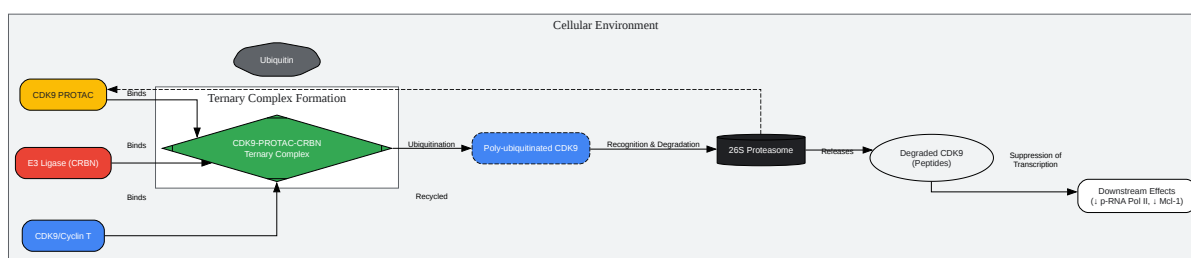 Cellular Environment
Ubiquitin
CDK9 PROTAC
Binds
Ternary Complex Formation
E3 Ligase (CRBN)
Binds
CDK9-PROTAC-CRBN
Ternary Complex
Ubiquitination
Poly-ubiquitinated CDK9
Recognition & Degradation
26S Proteasome
Releases
Degraded CDK9
(Peptides)
Suppression of
Transcription
Binds
Recycled
Downstream Effects
(↓ p-RNA Pol II, ↓ Mcl-1)
CDK9/Cyclin T